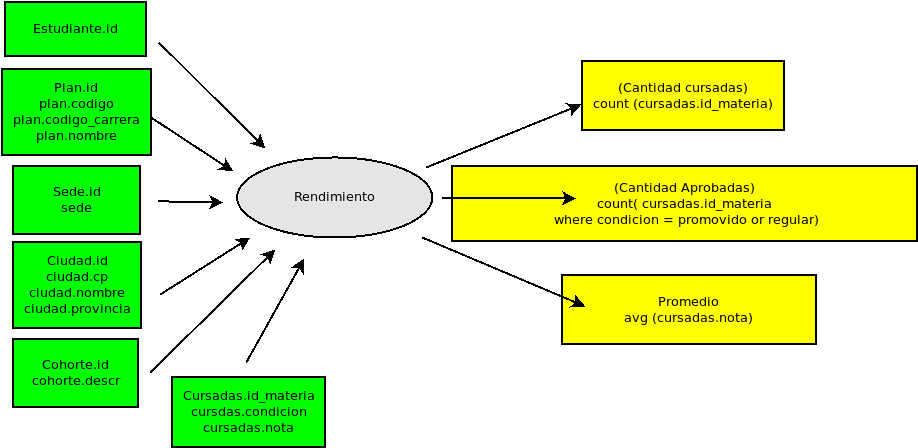 Estudiante.id
Plan.id
plan.codigo
plan.codigo_carrera
plan.nombre
Sede.id
sede
Ciudad.id
ciudad.cp
ciudad.nombre
ciudad.provincia
Cohorte.id
cohorte.descr
Cursadas.id_materia
cursdas.condicion
cursadas.nota
Rendimiento
(Cantidad cursadas)
count (cursadas.id_materia)
(Cantidad Aprobadas)
count( cursadas.id_materia
where condicion = promovido or regular)
Promedio
avg (cursadas.nota)